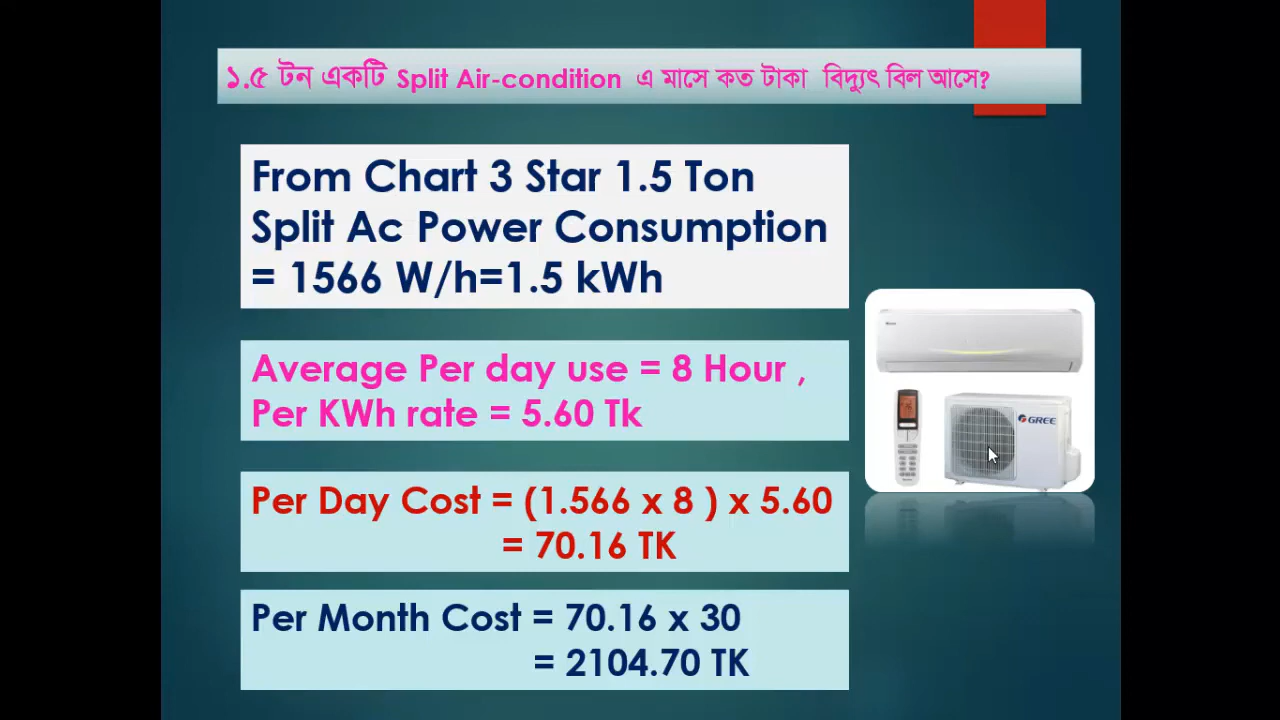 ১.৫ টন একটি Split Air-condition এ মাসে কত টাকা বিদ্যুৎ বিল আসে?
From Chart 3 Star 1.5 Ton
Split Ac Power Consumption
= 1566 W/h=1.5 kWh
Average Per day use = 8 Hour ,
Per KWh rate = 5.60 Tk
GREE
Per Day Cost = (1.566 x 8 ) x 5.60
= 70.16 TK
Per Month Cost = 70.16 x 30
= 2104.70 TK